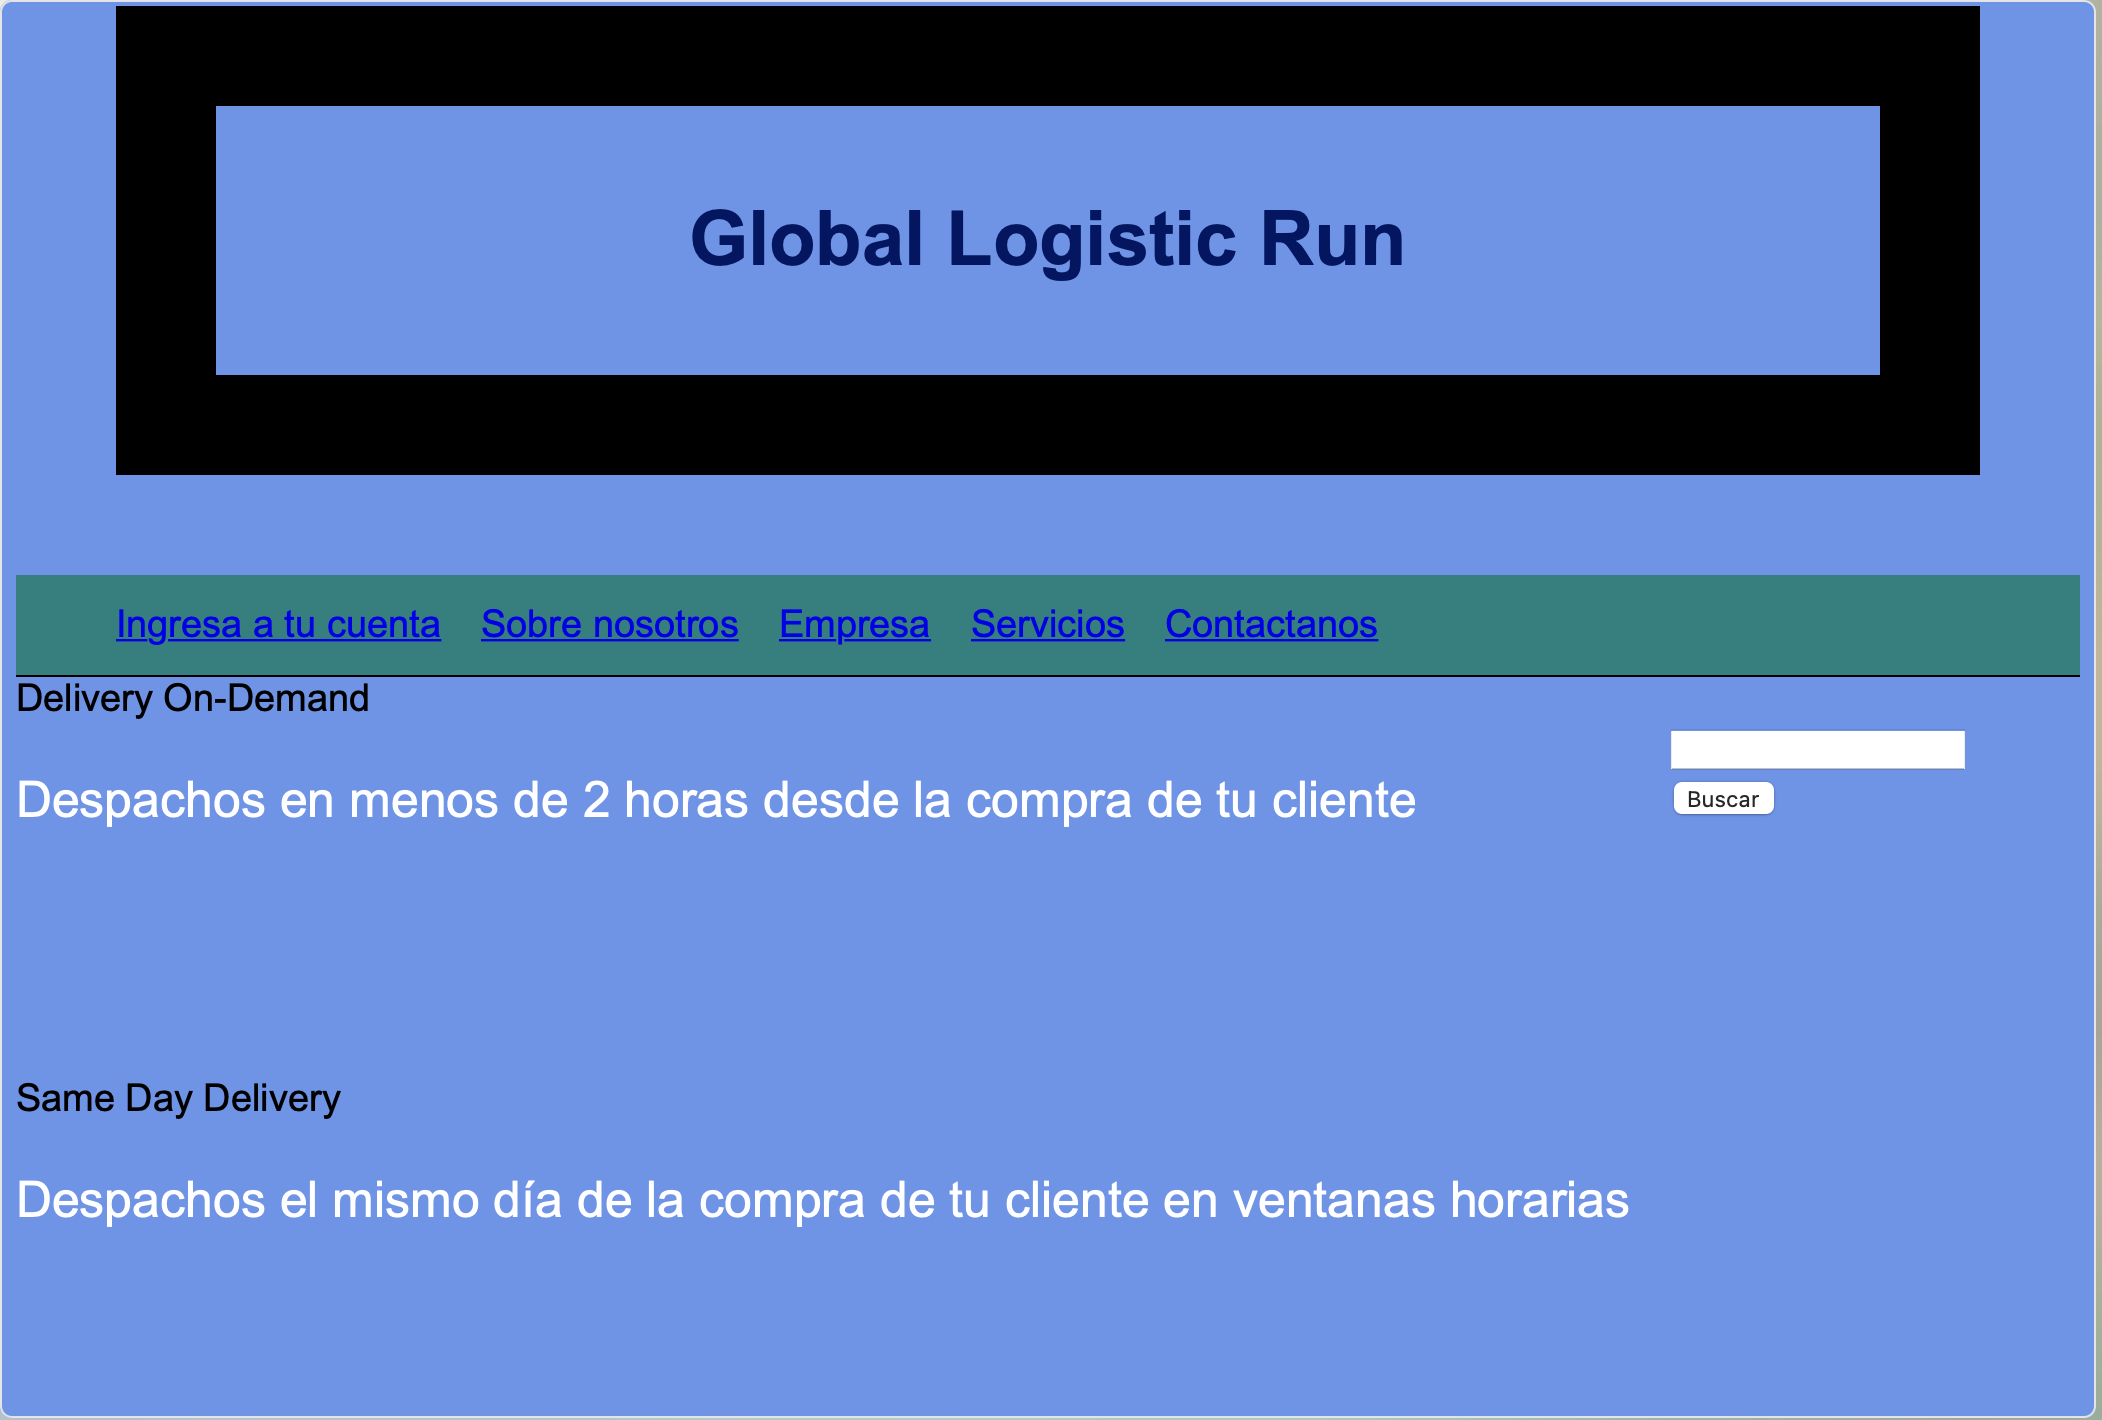 Global Logistic Run
Ingresa a tu cuenta Sobre nosotros Empresa Servicios Contactanos
Delivery On-Demand
Despachos en menos de 2 horas desde la compra de tu cliente
Buscar
Same Day Delivery
Despachos el mismo día de la compra de tu cliente en ventanas horarias